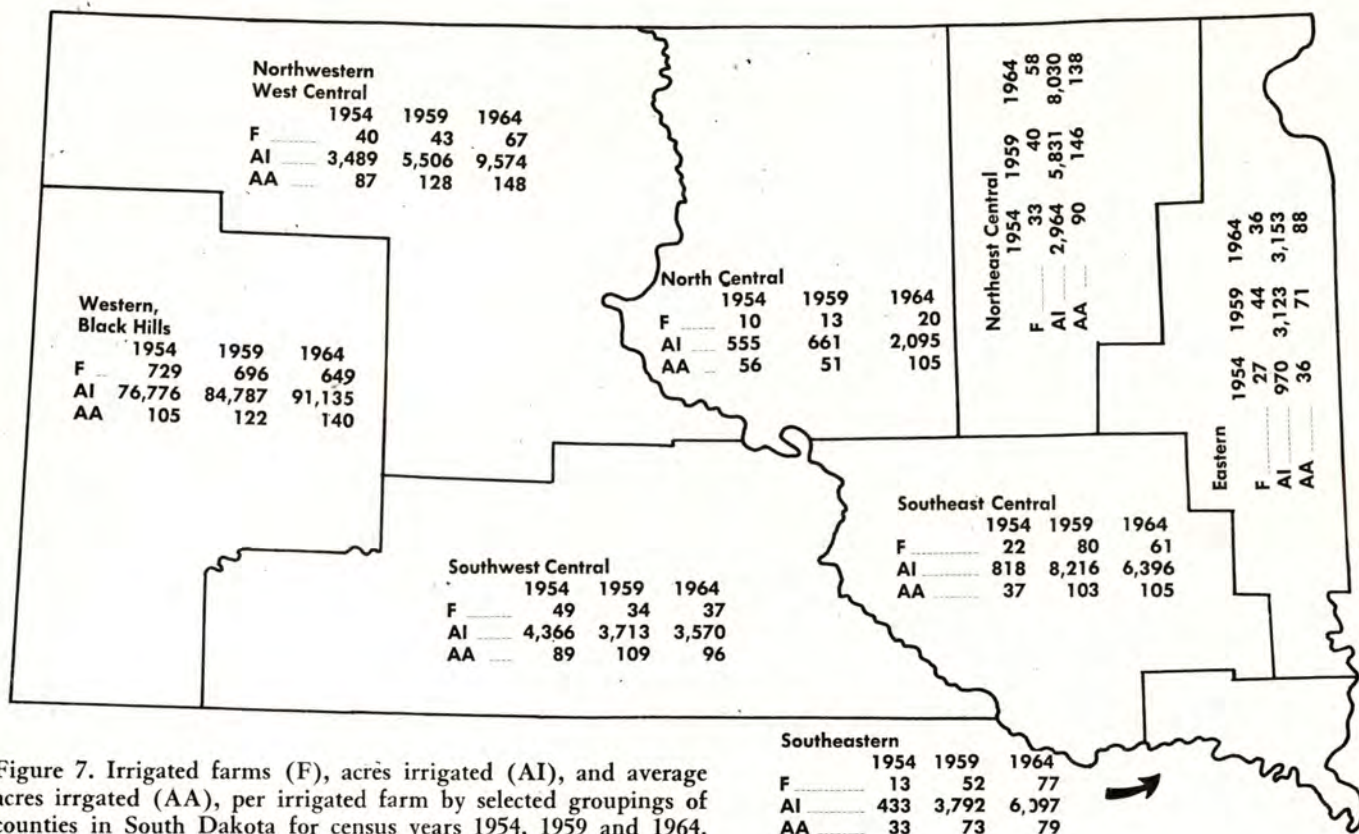 Northwestern
West Central
1954 1959 1964
F ........ 40 43 67
AI ..... 3,489 5,506 9,574
AA .... 87 128 148
Western,
Black Hills
1954 1959 1964
F .. 729 696 649
AI 76,776 84,787 91,135
AA 105 122 140
North Central
1954 1959 1964
F ...... 10 13 20
AI .... 555 661 2,095
AA ... 56 51 105
Northeast Central
1954 1959 1964
F ........ 33 40 58
AI .... 2,964 5,831 8,030
AA ..... 90 146 138
Eastern
1954 1959 1964
F ............ 27 44 36
AI ........ 970 3,123 3,153
AA ......... 36 71 88
Southwest Central
1954 1959 1964
F ........ 49 34 37
AI ..... 4,366 3,713 3,570
AA .... 89 109 96
Southeast Central
1954 1959 1964
F ............... 22 80 61
AI .......... 818 8,216 6,396
AA .......... 37 103 105
Southeastern
1954 1959 1964
F ............ 13 52 77
AI ........ 433 3,792 6,397
AA ........ 33 73 79
Figure 7. Irrigated farms (F), acres irrigated (AI), and average
acres irrgated (AA), per irrigated farm by selected groupings of
counties in South Dakota for census years 1954, 1959 and 1964.